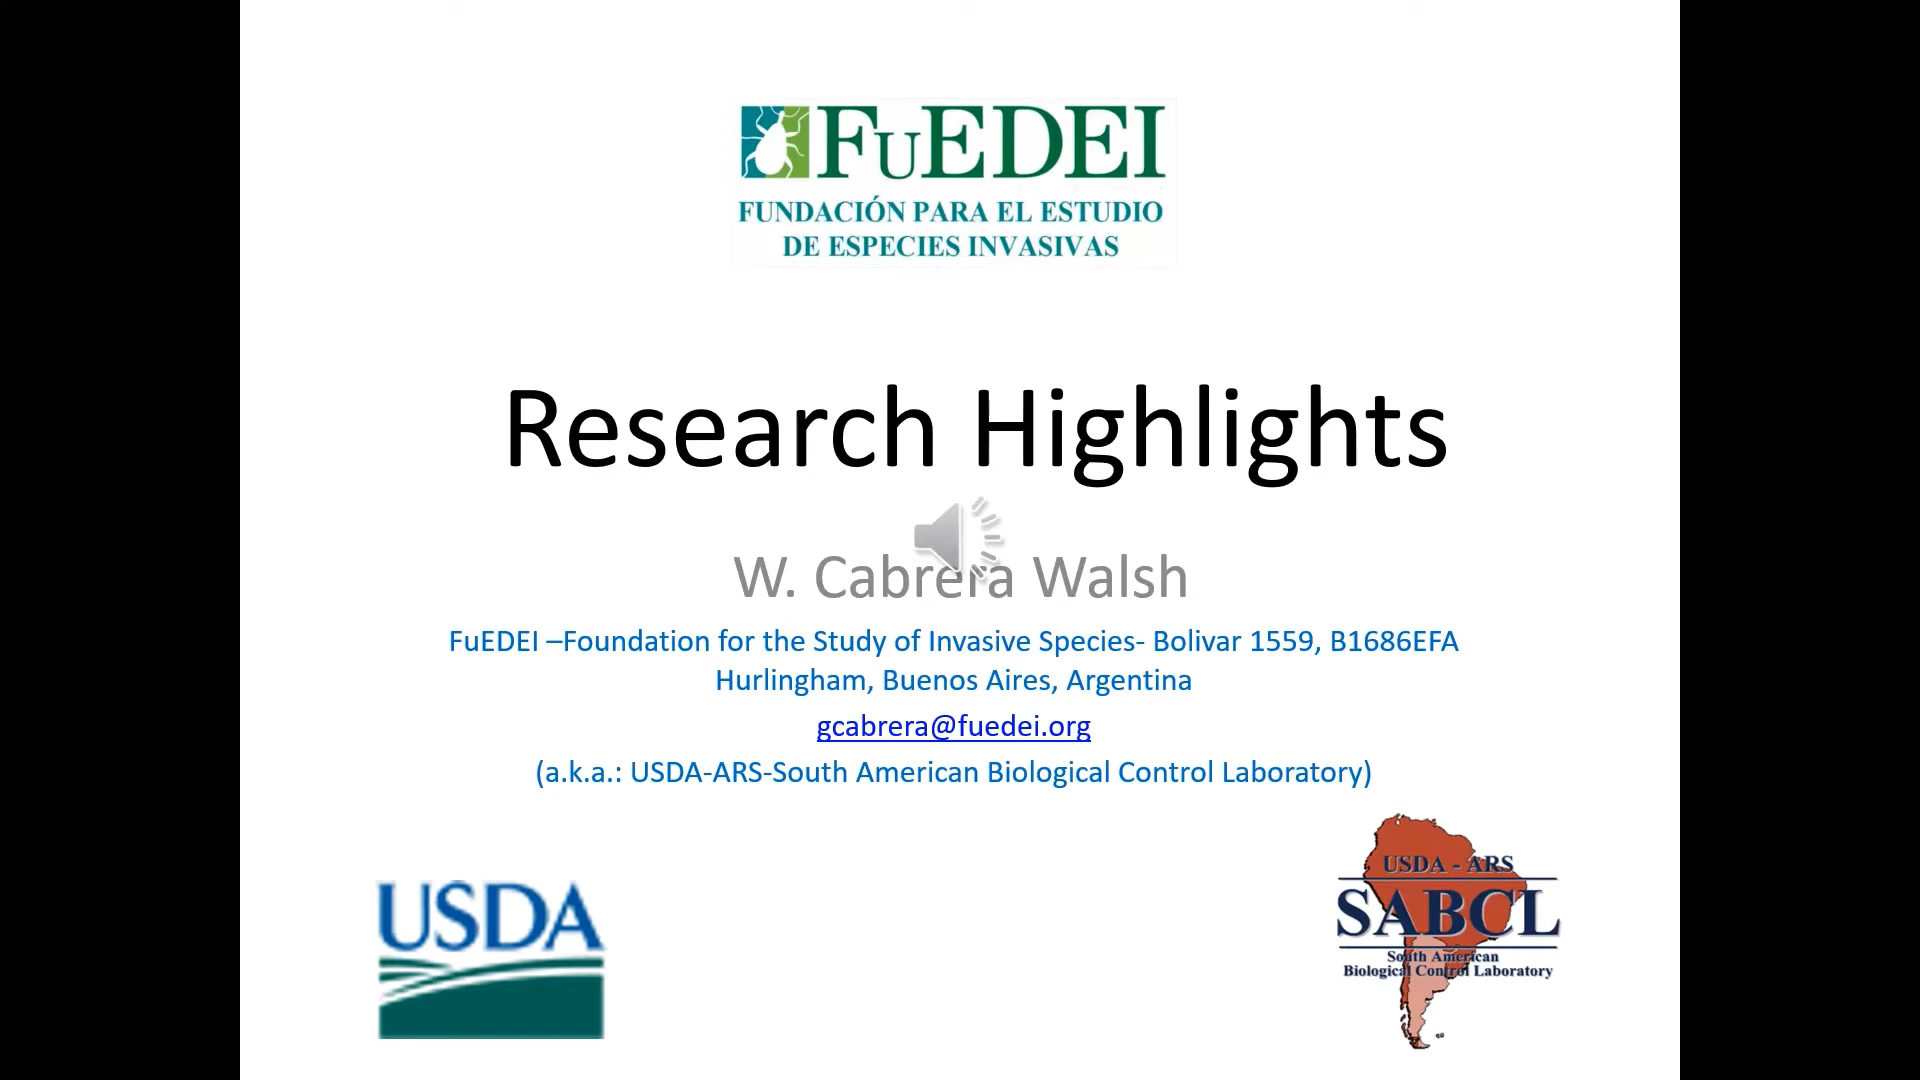 FuEDEI
FUNDACIÓN PARA EL ESTUDIO
DE ESPECIES INVASIVAS
Research Highlights
W. Cabrera Walsh
FuEDEI –Foundation for the Study of Invasive Species- Bolivar 1559, B1686EFA
Hurlingham, Buenos Aires, Argentina
gcabrera@fuedei.org
(a.k.a.: USDA-ARS-South American Biological Control Laboratory)
USDA
USDA - ARS
SABCL
South American
Biological Control Laboratory